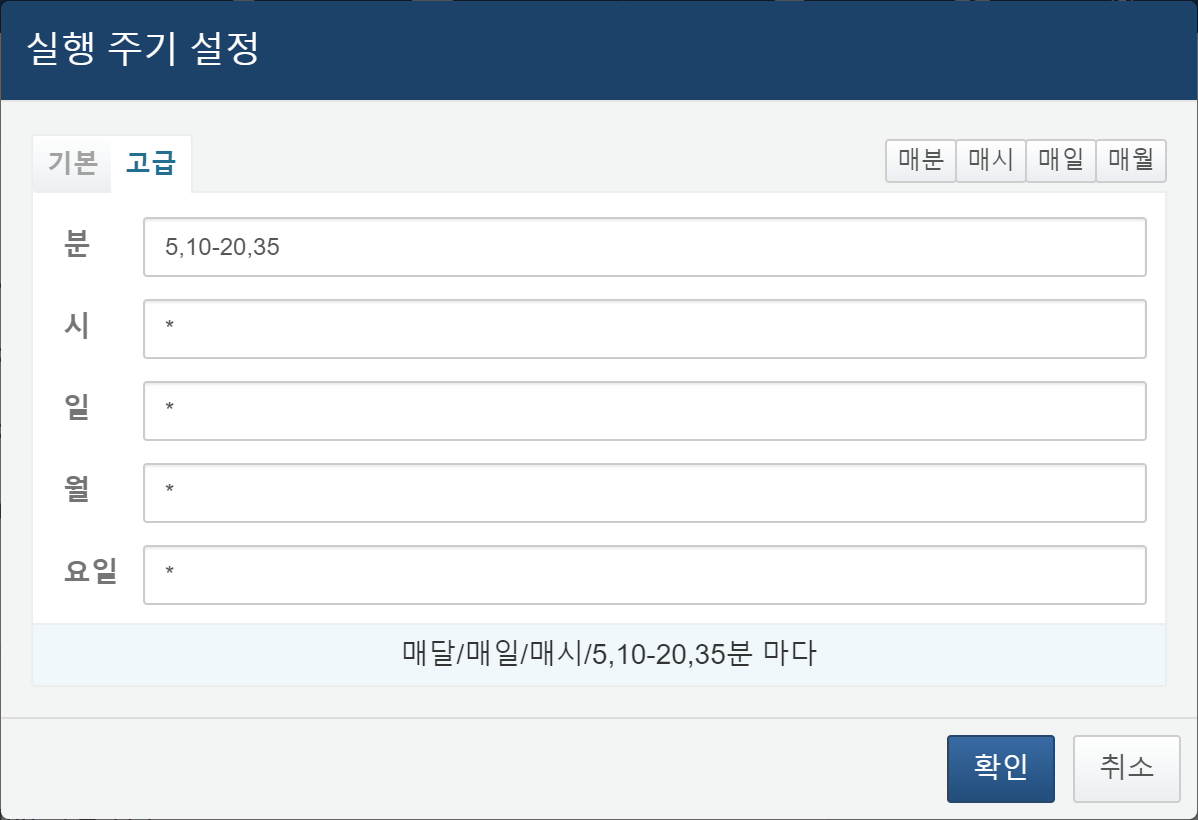 실행 주기 설정
기본 고급 매분 매시 매일 매월
분 5,10-20,35
시 *
일 *
월 *
요일 *
매달/매일/매시/5,10-20,35분 마다
확인 취소